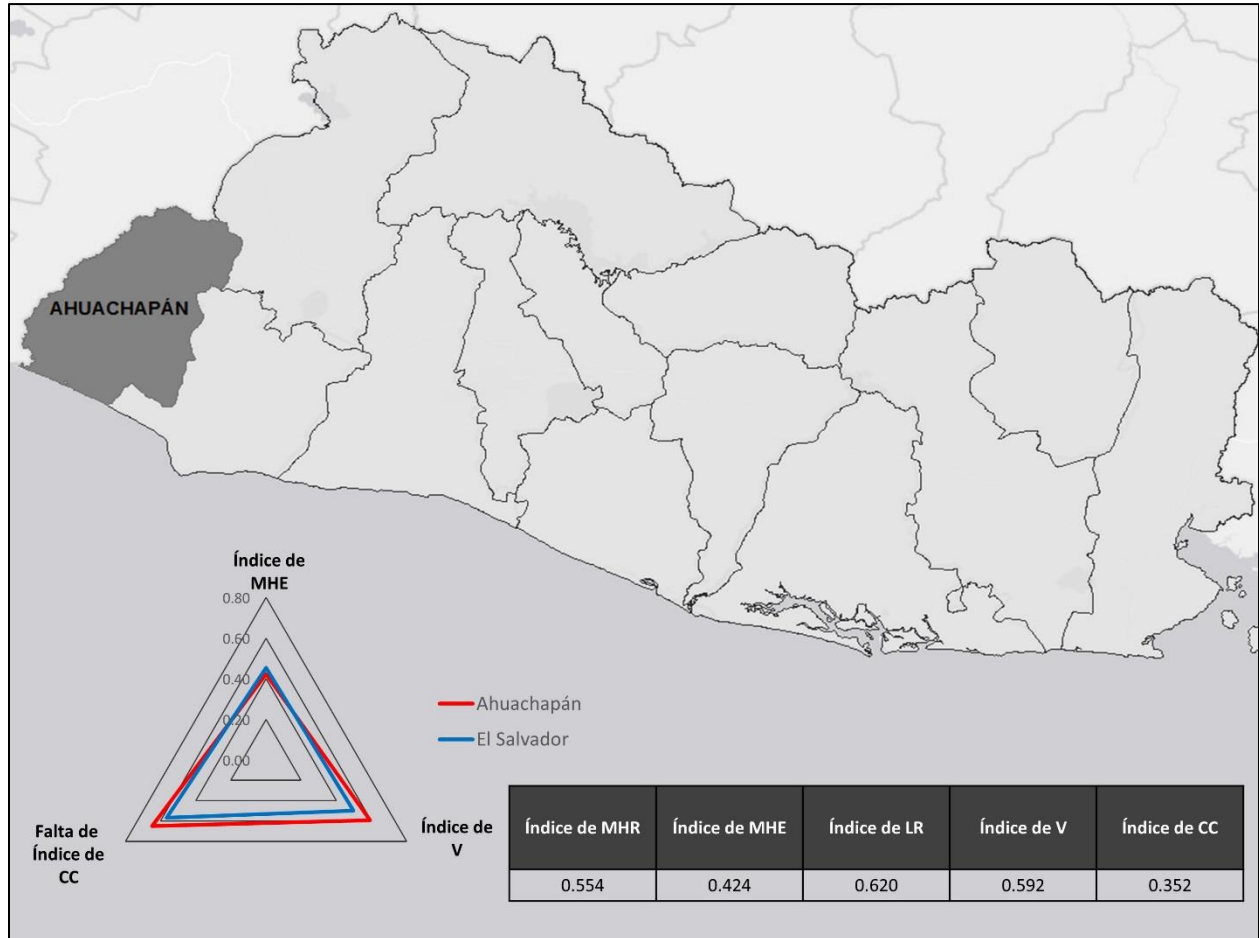 AHUACHAPÁN
Índice de
MHE
0.80
0.60
0.40
0.20
0.00
Falta de
Índice de
CC
Índice de
V
Ahuachapán
El Salvador
Índice de MHR Índice de MHE Índice de LR Índice de V Índice de CC
0.554 0.424 0.620 0.592 0.352